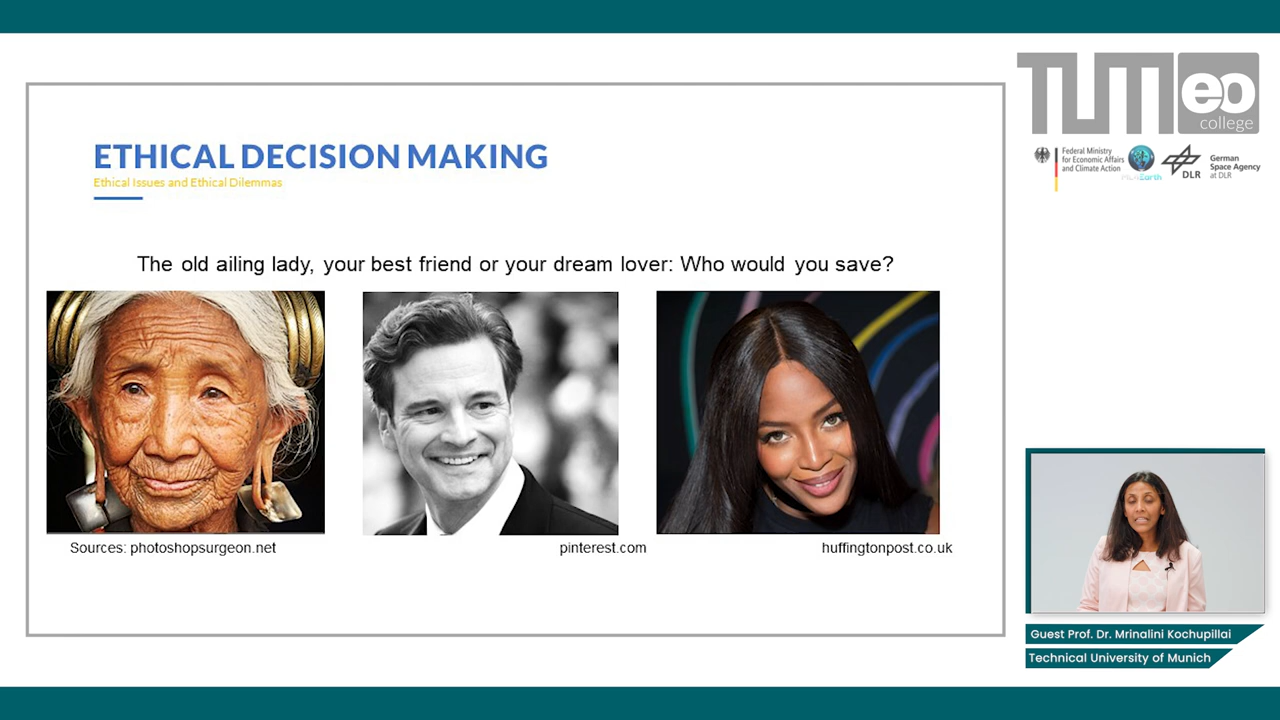 TUM eo
college
Federal Ministry
for Economic Affairs
and Climate Action
ML4Earth
DLR
German
Space Agency
at DLR
ETHICAL DECISION MAKING
Ethical Issues and Ethical Dilemmas
The old ailing lady, your best friend or your dream lover: Who would you save?
Sources: photoshopsurgeon.net
pinterest.com
huffingtonpost.co.uk
Guest Prof. Dr. Mrinalini Kochupillai
Technical University of Munich